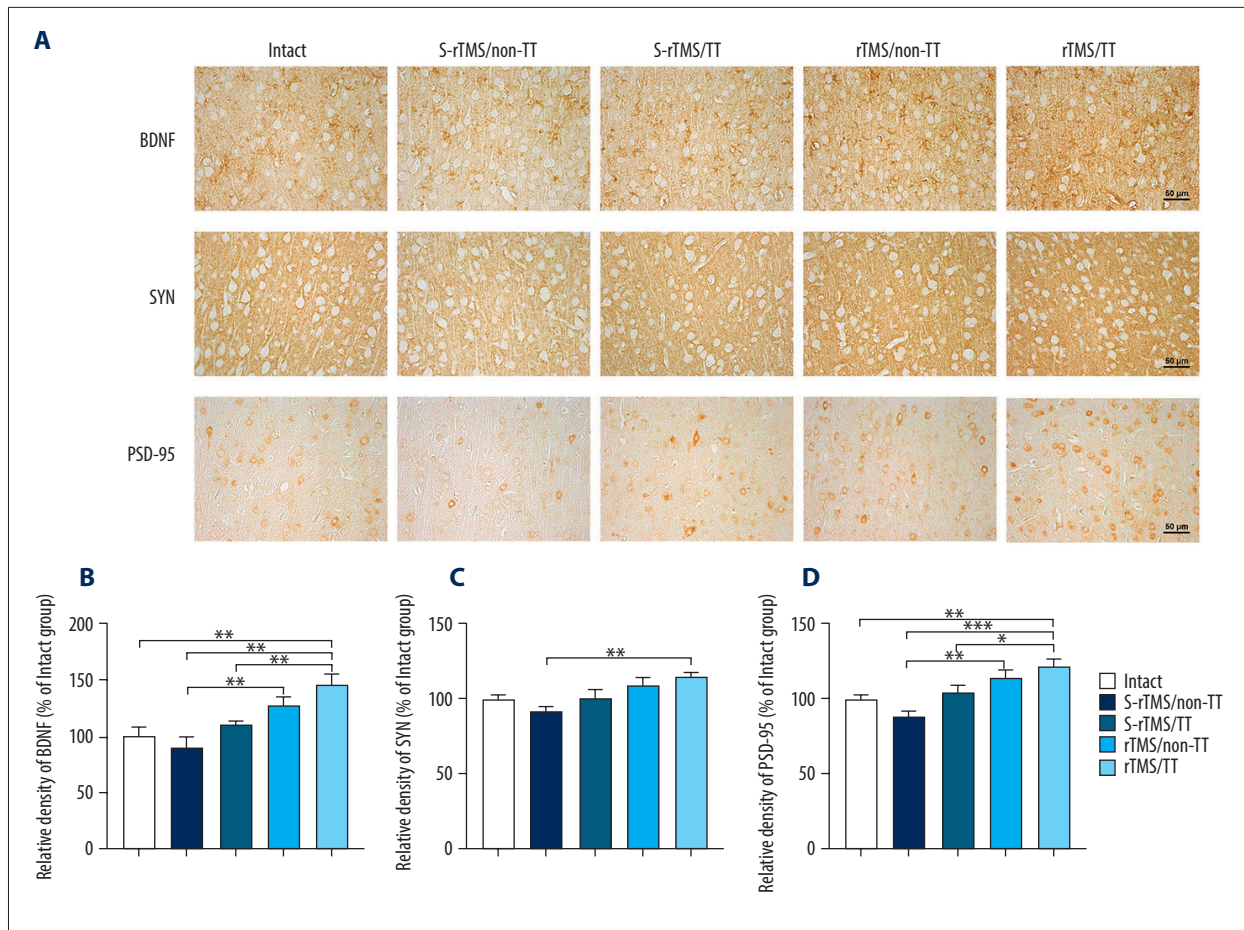 A
Intact
S-rTMS/non-TT
S-rTMS/TT
rTMS/non-TT
rTMS/TT
BDNF
50 µm
SYN
50 µm
PSD-95
50 µm
B
Relative density of BDNF (% of Intact group)
200
150
100
50
0
**
**
**
**
C
Relative density of SYN (% of Intact group)
150
100
50
0
**
D
Relative density of PSD-95 (% of Intact group)
150
100
50
0
**
***
*
**
Intact
S-rTMS/non-TT
S-rTMS/TT
rTMS/non-TT
rTMS/TT